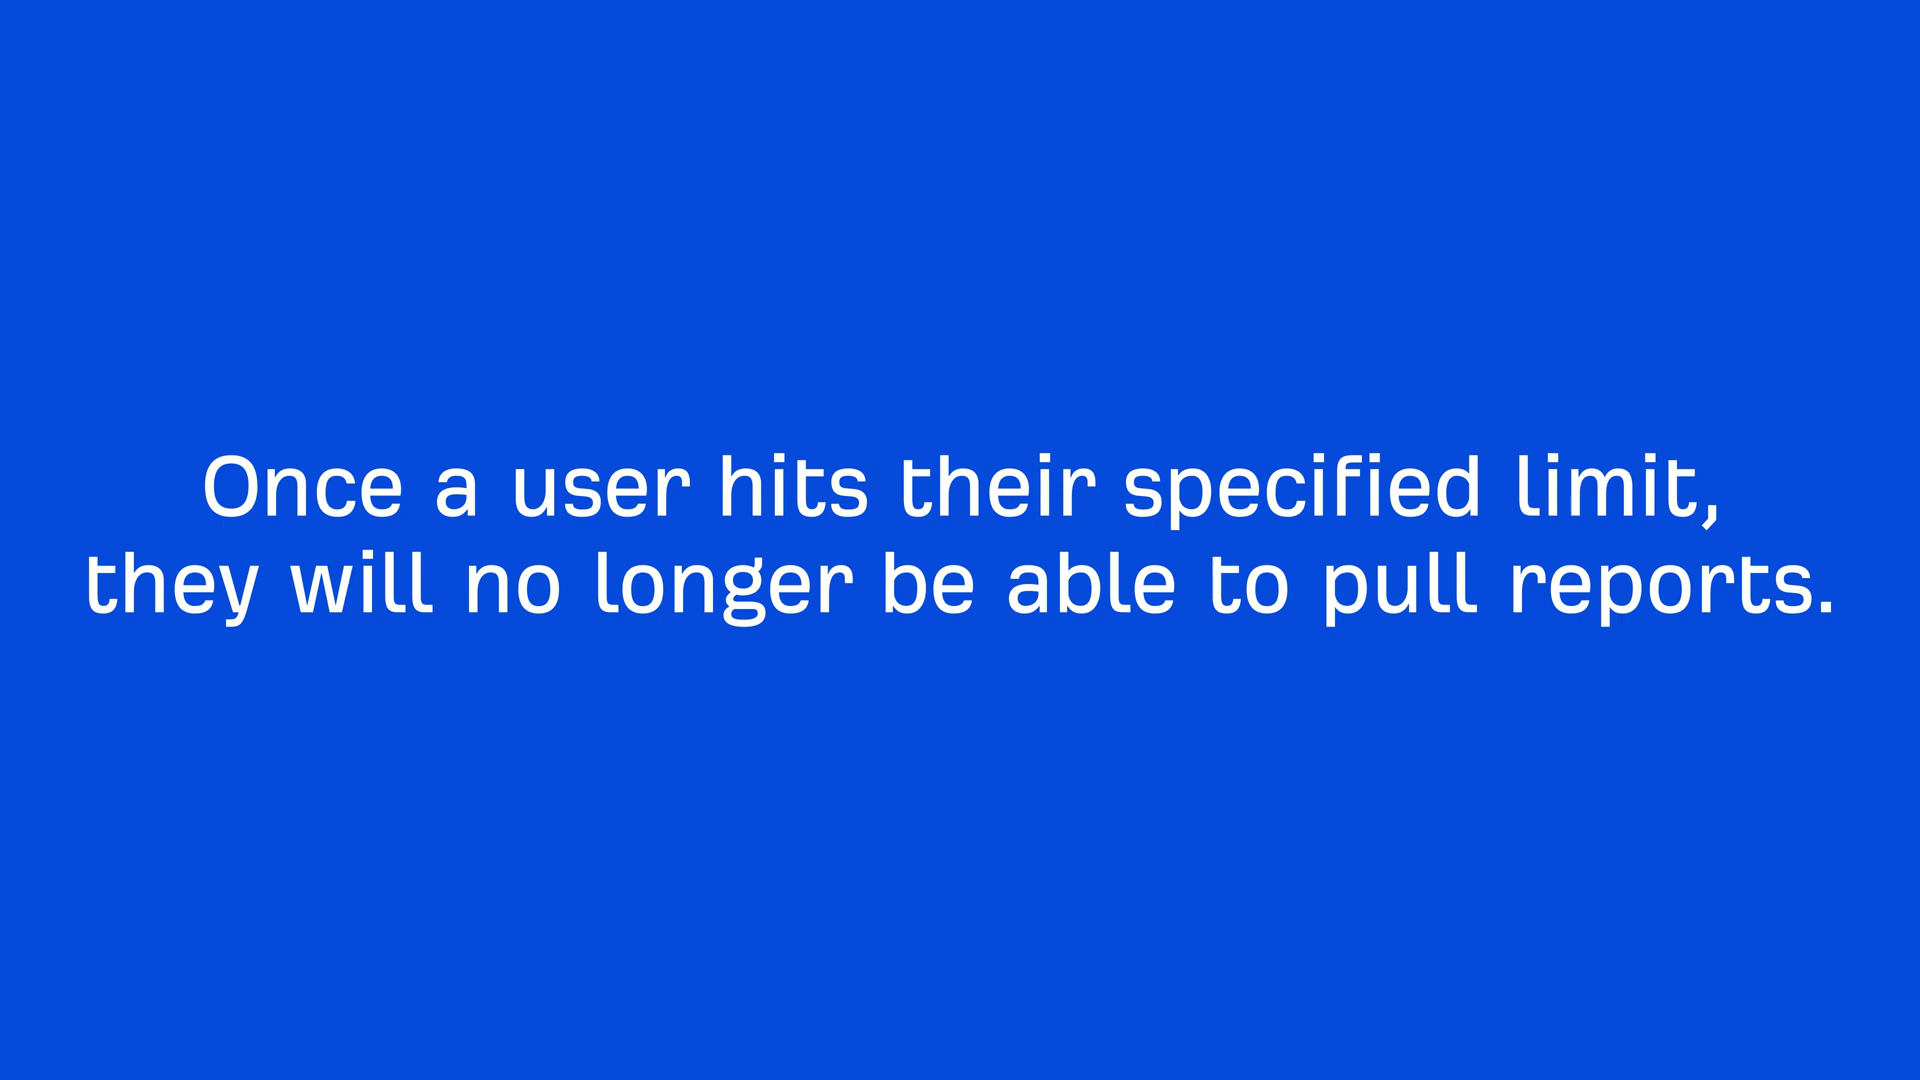 Once a user hits their specified limit,
they will no longer be able to pull reports.